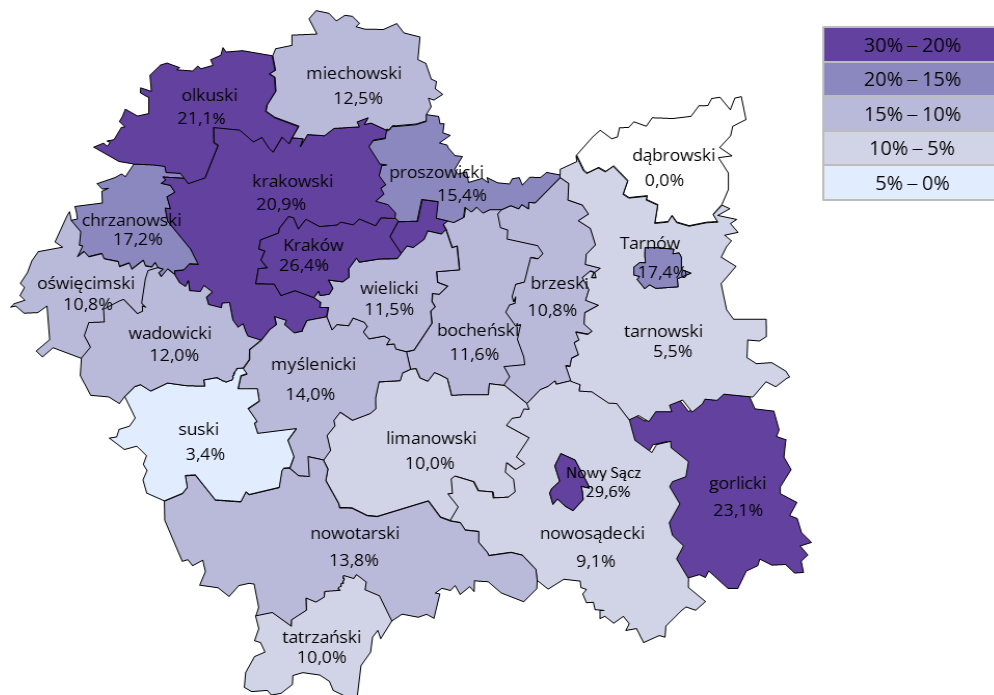 30% – 20%
20% – 15%
15% – 10%
10% – 5%
5% – 0%
miechowski
12,5%
olkuski
21,1%
dąbrowski
0,0%
krakowski
20,9%
proszowicki
15,4%
chrzanowski
17,2%
Kraków
26,4%
Tarnów
17,4%
oświęcimski
10,8%
wielicki
11,5%
brzeski
10,8%
wadowicki
12,0%
bocheński
11,6%
tarnowski
5,5%
myślenicki
14,0%
suski
3,4%
limanowski
10,0%
Nowy Sącz
29,6%
gorlicki
23,1%
nowotarski
13,8%
nowosądecki
9,1%
tatrzański
10,0%